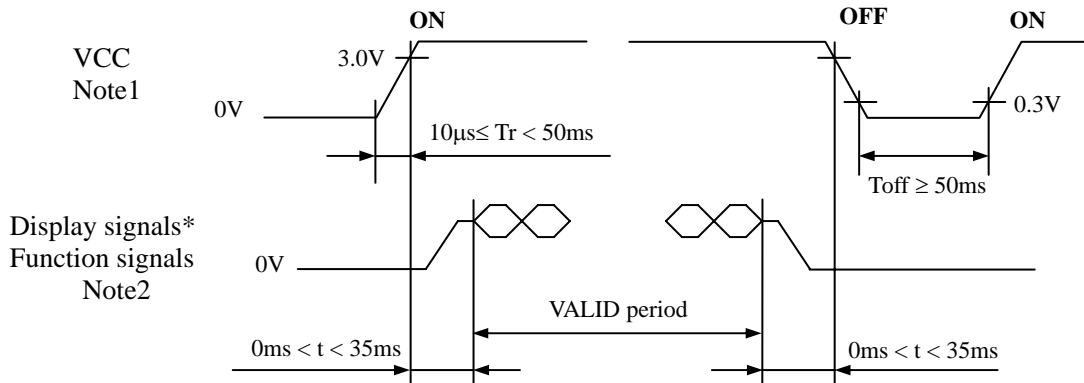 ON
OFF
ON
VCC
Note1
3.0V
0V
0.3V
10μs≤ Tr < 50ms
Toff ≥ 50ms
Display signals*
Function signals
Note2
0V
VALID period
0ms < t < 35ms
0ms < t < 35ms